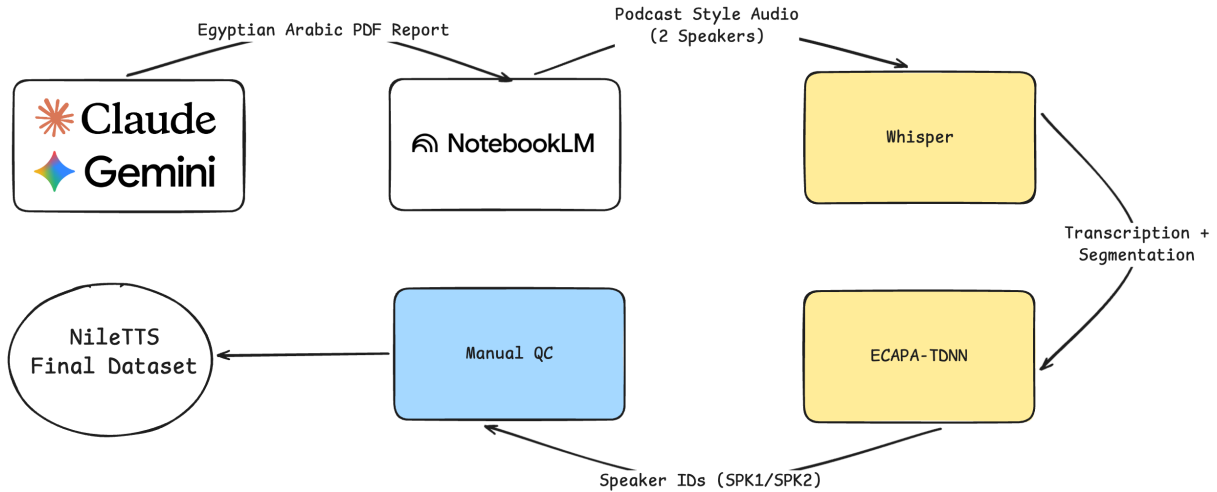 Egyptian Arabic PDF Report
Podcast Style Audio
(2 Speakers)
Claude
Gemini
NotebookLM
Whisper
Transcription +
Segmentation
NileTTS
Final Dataset
Manual QC
ECAPA-TDNN
Speaker IDs (SPK1/SPK2)